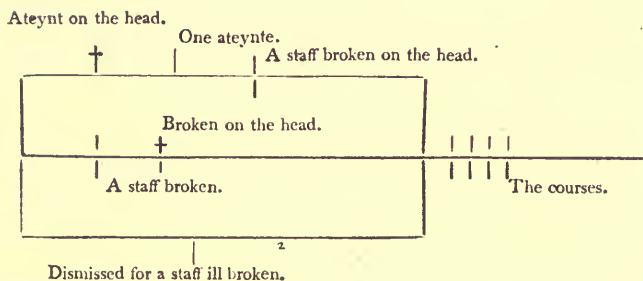 Ateynt on the head.
One ateynte.
A staff broken on the head.
Broken on the head.
A staff broken.
The courses.
2
Dismissed for a staff ill broken.